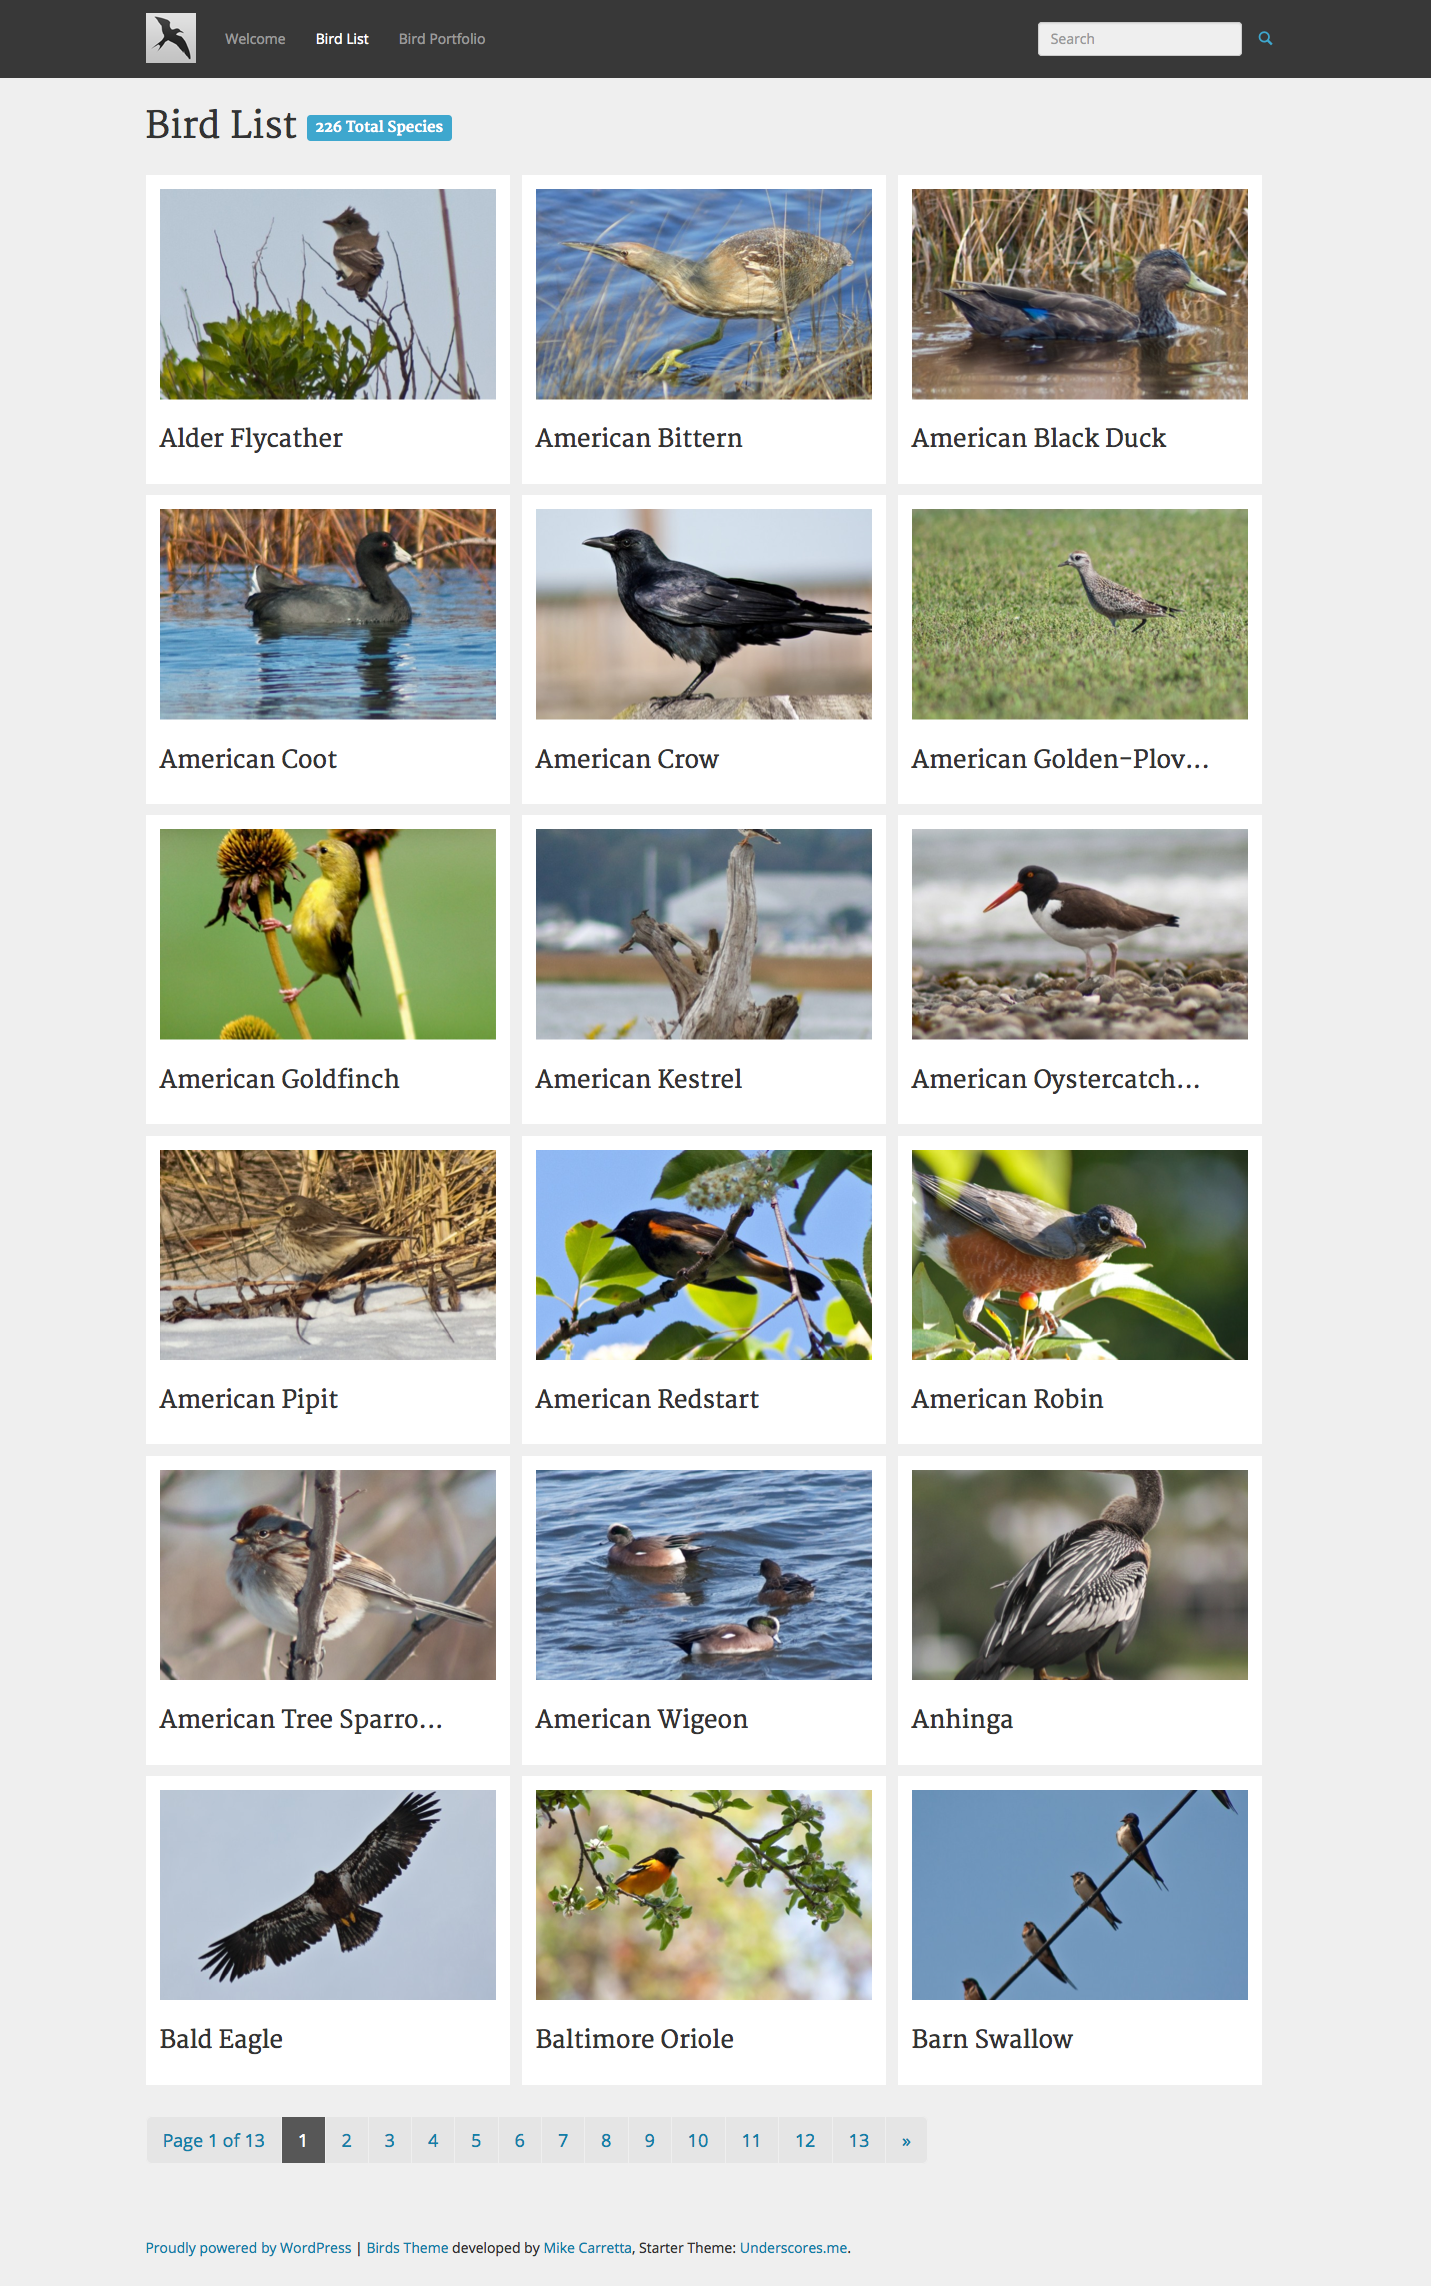 Welcome
Bird List
Bird Portfolio
Search
Bird List 226 Total Species
Alder Flycather
American Bittern
American Black Duck
American Coot
American Crow
American Golden-Plov...
American Goldfinch
American Kestrel
American Oystercatch...
American Pipit
American Redstart
American Robin
American Tree Sparro...
American Wigeon
Anhinga
Bald Eagle
Baltimore Oriole
Barn Swallow
Page 1 of 13 1 2 3 4 5 6 7 8 9 10 11 12 13 »
Proudly powered by WordPress | Birds Theme developed by Mike Carretta, Starter Theme: Underscores.me.